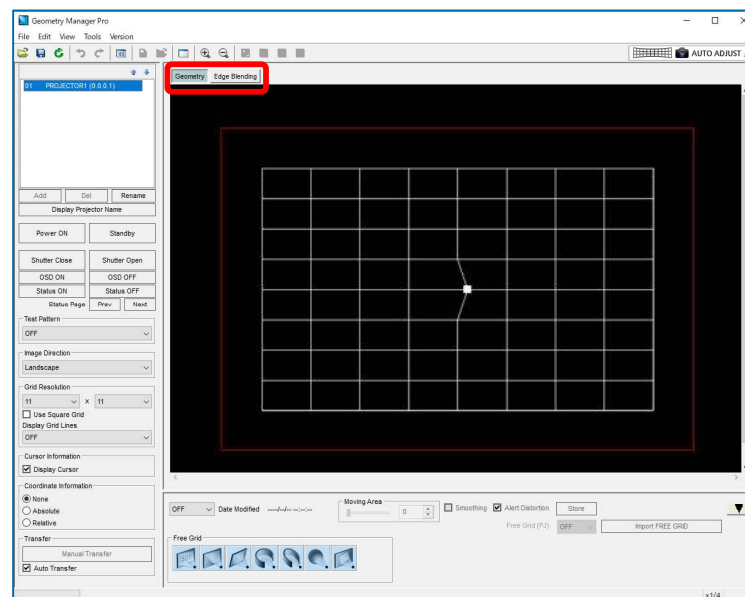 Geometry Manager Pro
File Edit View Tools Version
AUTO ADJUST
Geometry Edge Blending
01 PROJECTOR1 (0.0.0.1)
Add Del Rename
Display Projector Name
Power ON Standby
Shutter Close Shutter Open
OSD ON OSD OFF
Status ON Status OFF
Status Page Prev Next
Test Pattern
OFF
Image Direction
Landscape
Grid Resolution
11 x 11
Use Square Grid
Display Grid Lines
OFF
Cursor Information
Display Cursor
Coordinate Information
None
Absolute
Relative
Transfer
Manual Transfer
Auto Transfer
OFF Date Modified ----/--/-- --:--:--
Moving Area
0
Smoothing Alert Distortion Store
Free Grid (PJ) OFF Import FREE GRID
Free Grid
x1/4